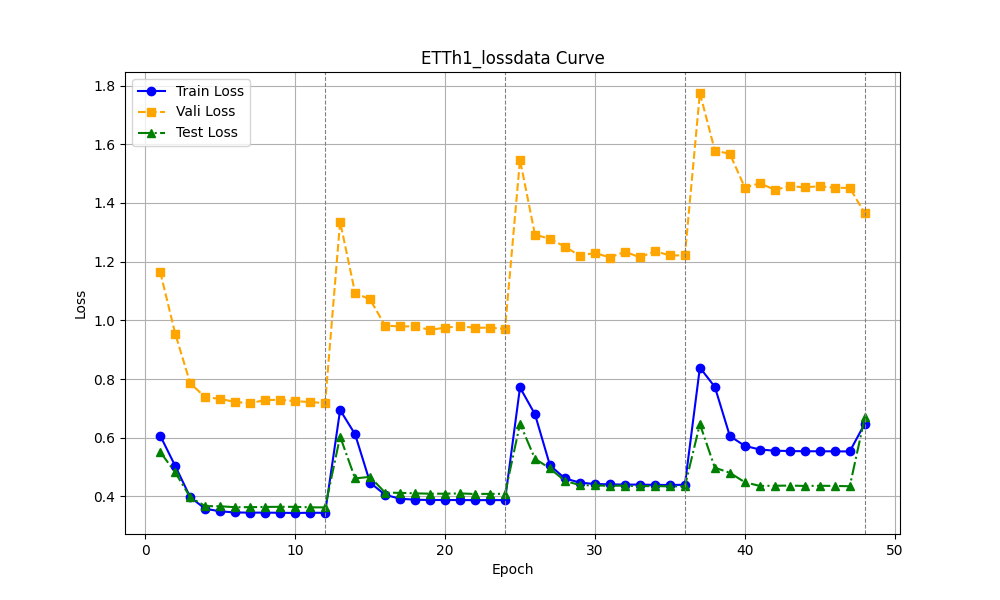 ETTh1_lossdata Curve
Train Loss
Vali Loss
Test Loss
1.8
1.6
1.4
1.2
1.0
0.8
0.6
0.4
Loss
0 10 20 30 40 50
Epoch